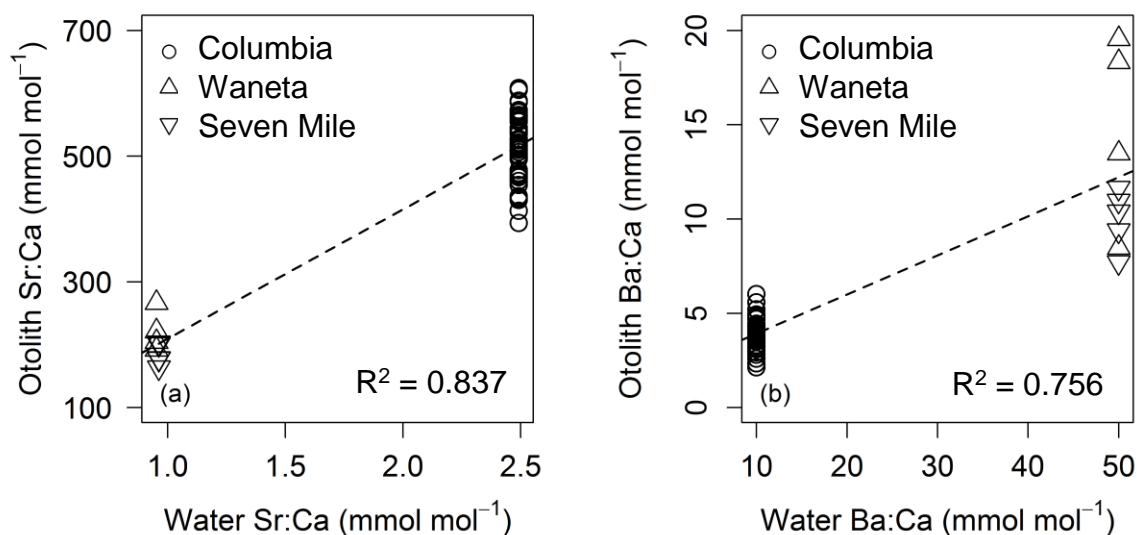 Otolith Sr:Ca (mmol mol⁻¹)
700
500
300
100
Columbia
Waneta
Seven Mile
(a)
R² = 0.837
1.0 1.5 2.0 2.5
Water Sr:Ca (mmol mol⁻¹)
Otolith Ba:Ca (mmol mol⁻¹)
20
15
10
5
0
Columbia
Waneta
Seven Mile
(b)
R² = 0.756
10 20 30 40 50
Water Ba:Ca (mmol mol⁻¹)